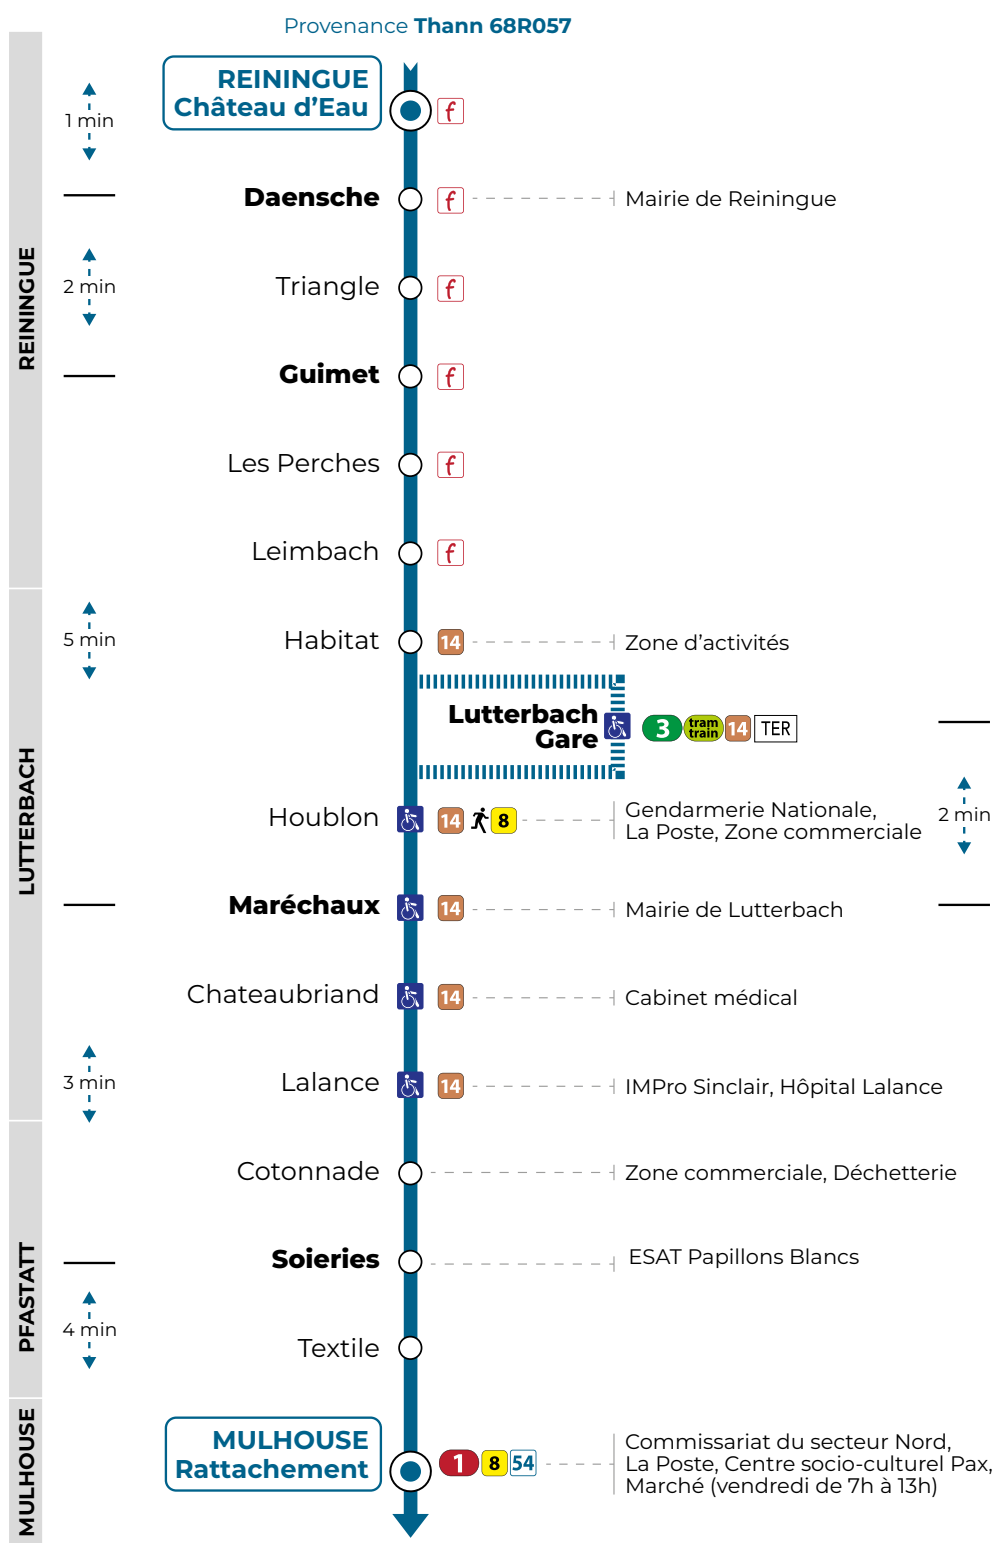 Provenance Thann 68R057
REININGUE
Château d’Eau
f
1 min
Daensche
f
Mairie de Reiningue
REININGUE
2 min
Triangle
f
Guimet
f
Les Perches
f
Leimbach
f
5 min
Habitat
14
Zone d’activités
LUTTERBACH
Lutterbach
Gare
3
tram
train
14
TER
Houblon
14
8
Gendarmerie Nationale,
La Poste, Zone commerciale
2 min
Maréchaux
14
Mairie de Lutterbach
Chateaubriand
14
Cabinet médical
3 min
Lalance
14
IMPro Sinclair, Hôpital Lalance
Cotonnade
Zone commerciale, Déchetterie
PFASTATT
Soieries
ESAT Papillons Blancs
4 min
Textile
MULHOUSE
MULHOUSE
Rattachement
1
8
54
Commissariat du secteur Nord,
La Poste, Centre socio-culturel Pax,
Marché (vendredi de 7h à 13h)